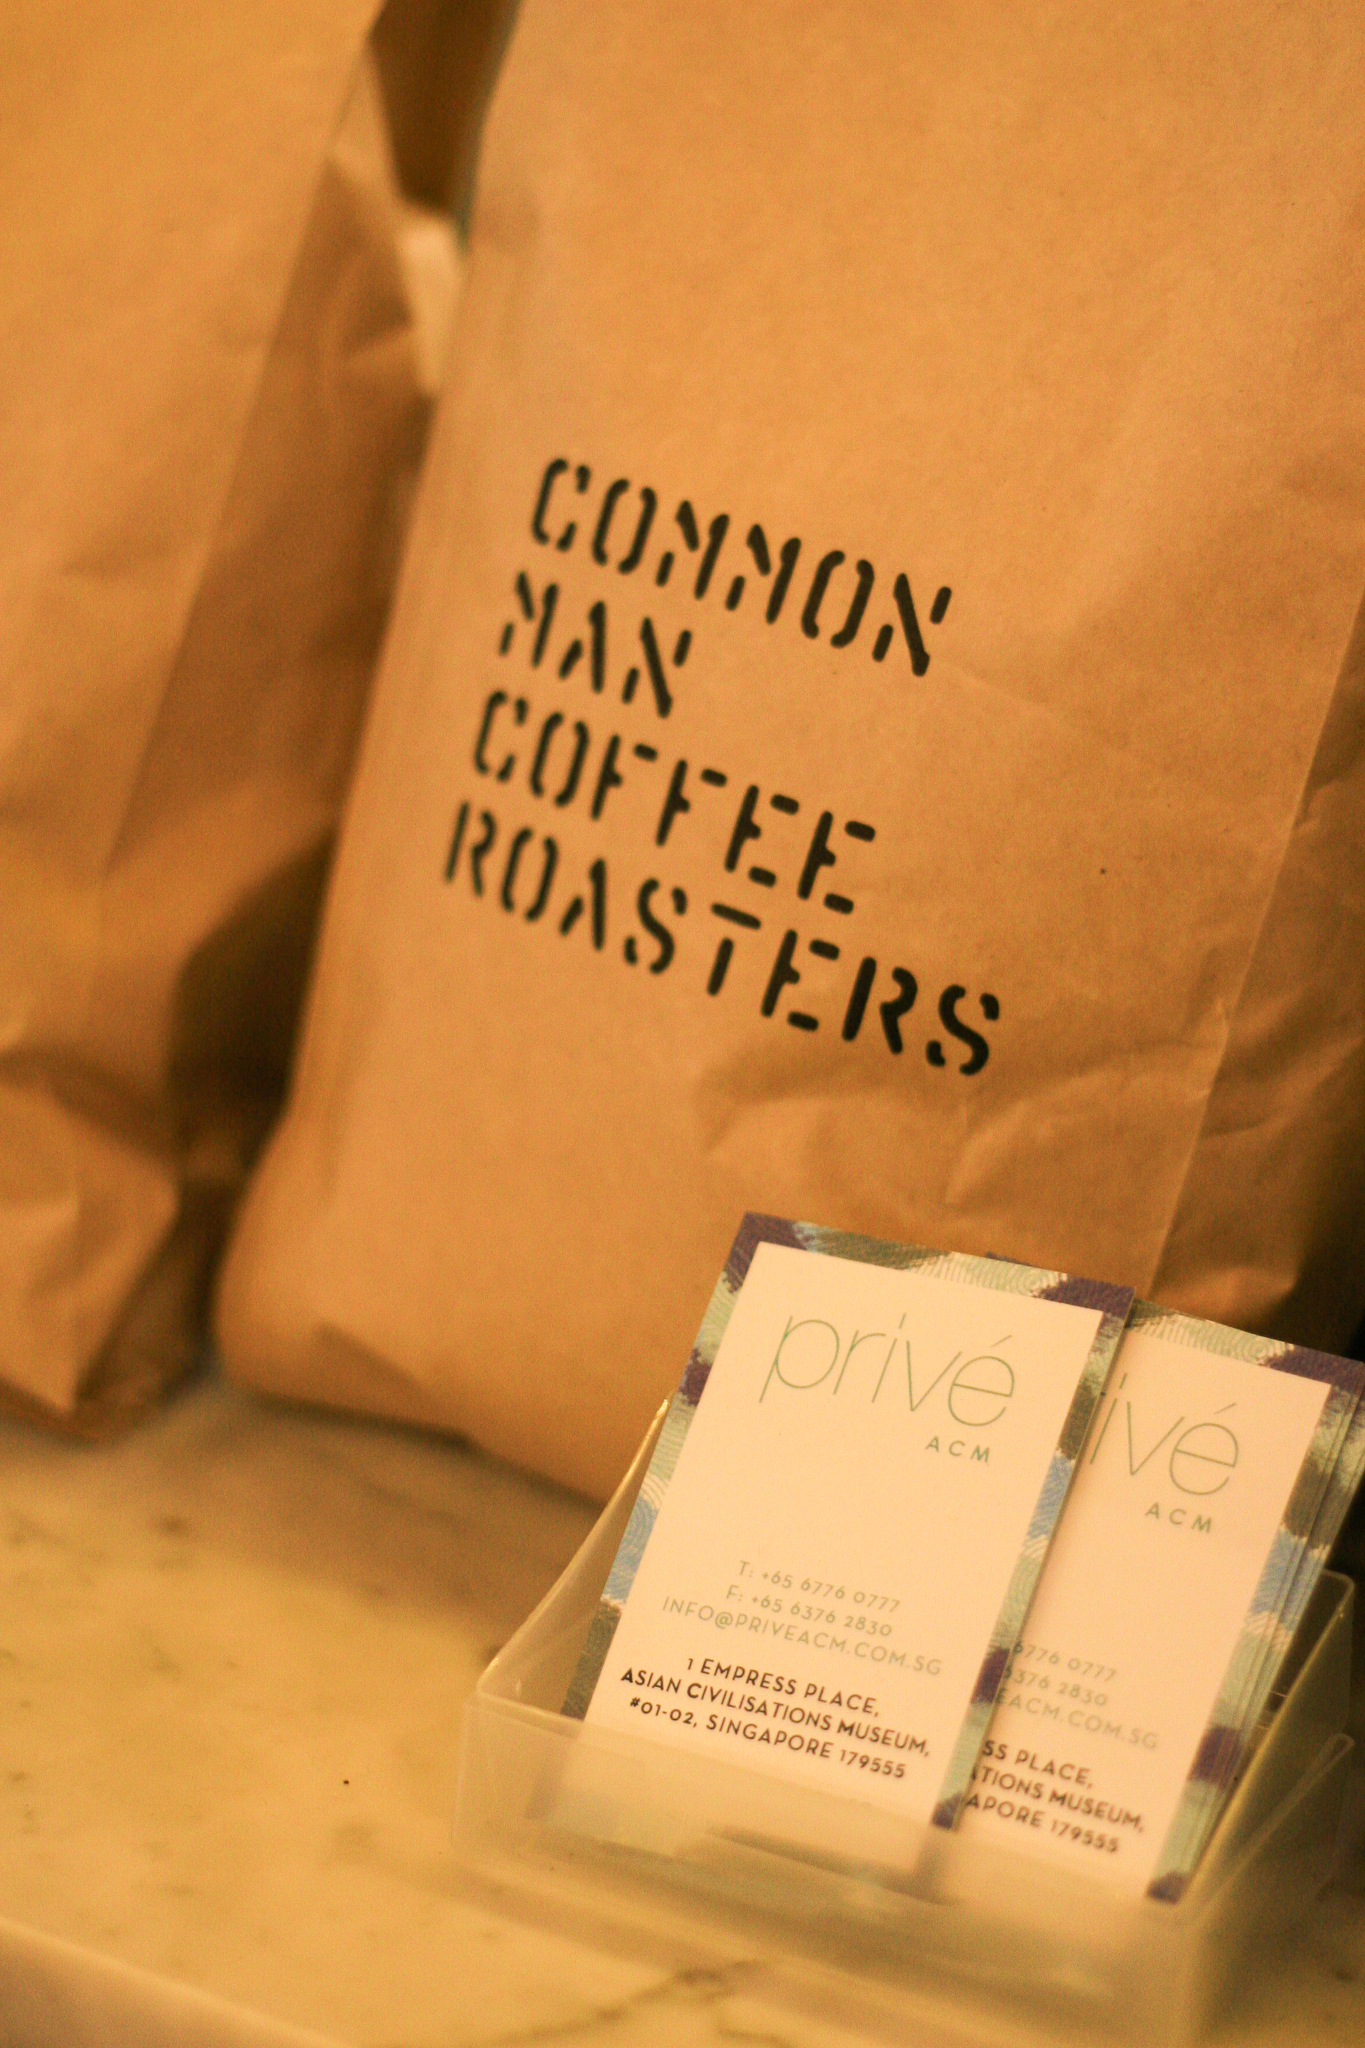 COMMON
MAN
COFFEE
ROASTERS
privé
ACM
T: +65 6776 0777
F: +65 6376 2830
INFO@PRIVEACM.COM.SG
1 EMPRESS PLACE,
ASIAN CIVILISATIONS MUSEUM,
#01-02, SINGAPORE 179555
ivé
ACM
6776 0777
6376 2830
EACM.COM.SG
SS PLACE,
ATIONS MUSEUM,
APORE 179555